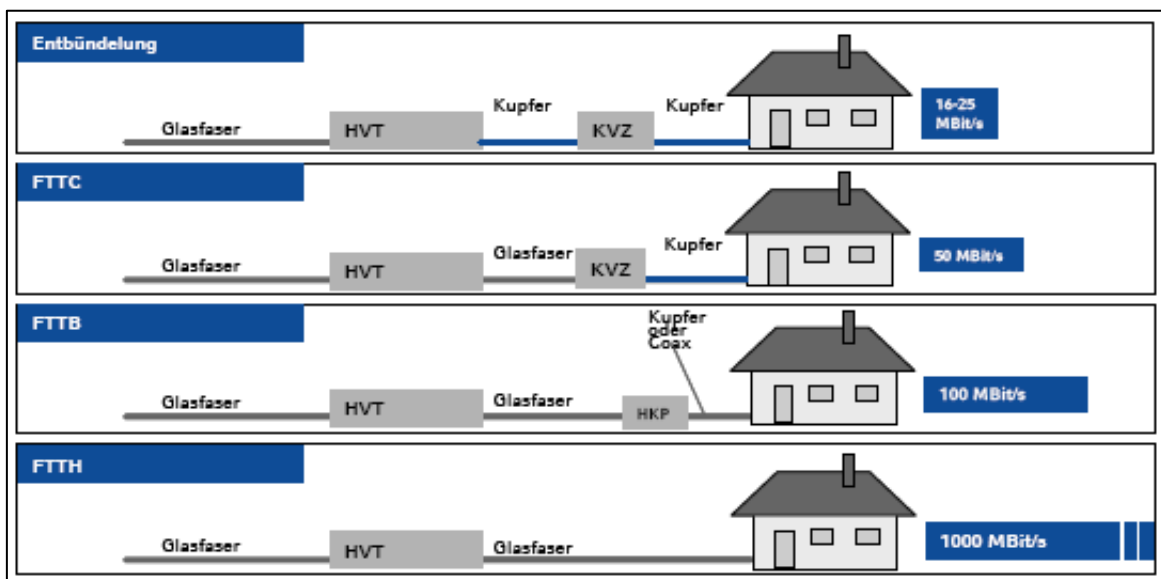 Entbündelung
Glasfaser
HVT
Kupfer
KVZ
Kupfer
16-25
MBit/s
FTTC
Glasfaser
HVT
Glasfaser
KVZ
Kupfer
50 MBit/s
FTTB
Glasfaser
HVT
Glasfaser
HKP
Kupfer
oder
Coax
100 MBit/s
FTTH
Glasfaser
HVT
Glasfaser
1000 MBit/s